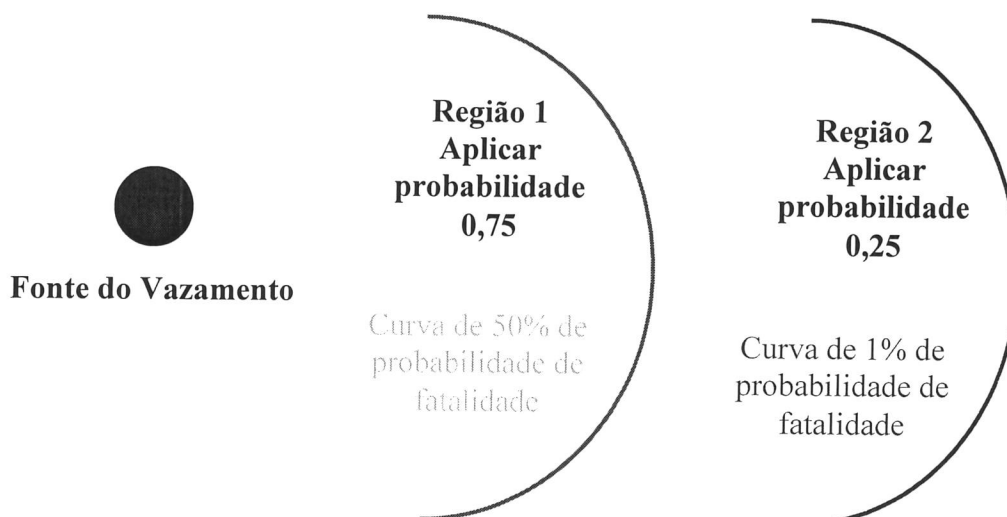 Região 1
Aplicar
probabilidade
0,75
Região 2
Aplicar
probabilidade
0,25
Fonte do Vazamento
Curva de 50% de
probabilidade de
fatalidade
Curva de 1% de
probabilidade de
fatalidade